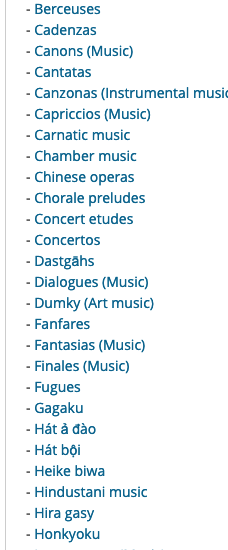 - Berceuses
- Cadenzas
- Canons (Music)
- Cantatas
- Canzonas (Instrumental music
- Capriccios (Music)
- Carnatic music
- Chamber music
- Chinese operas
- Chorale preludes
- Concert etudes
- Concertos
- Dastgāhs
- Dialogues (Music)
- Dumky (Art music)
- Fanfares
- Fantasias (Music)
- Finales (Music)
- Fugues
- Gagaku
- Hát ả đào
- Hát bội
- Heike biwa
- Hindustani music
- Hira gasy
- Honkyoku